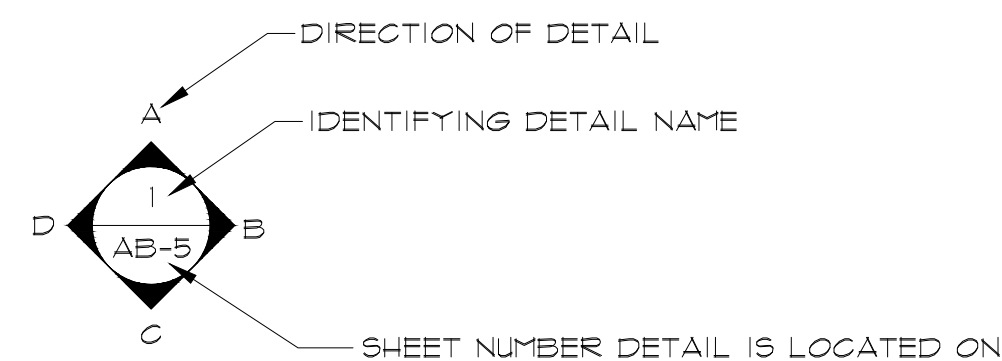 DIRECTION OF DETAIL
A
IDENTIFYING DETAIL NAME
1
D
B
AB-5
C
SHEET NUMBER DETAIL IS LOCATED ON